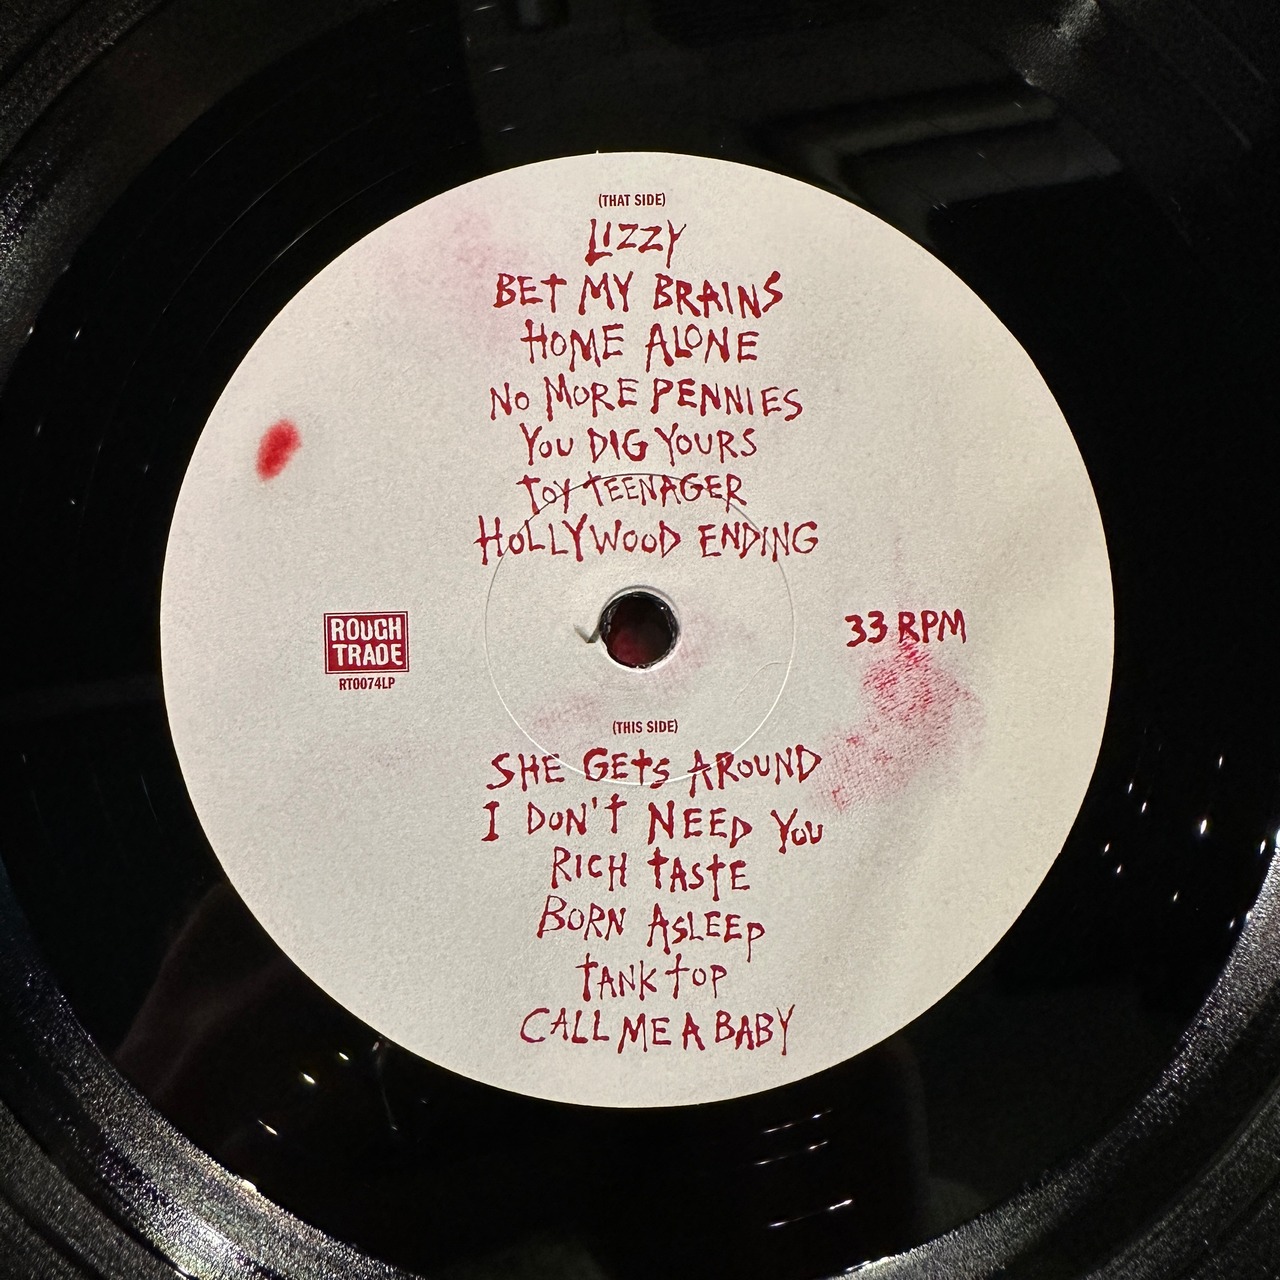 (THAT SIDE)
LIZZY
BET MY BRAINS
HOME ALONE
NO MORE PENNIES
YOU DIG YOURS
TOY TEENAGER
HOLLYWOOD ENDING
ROUGH
TRADE
RT0074LP
33 RPM
(THIS SIDE)
SHE GETS AROUND
I DON'T NEED YOU
RICH TASTE
BORN ASLEEP
TANK TOP
CALL ME A BABY